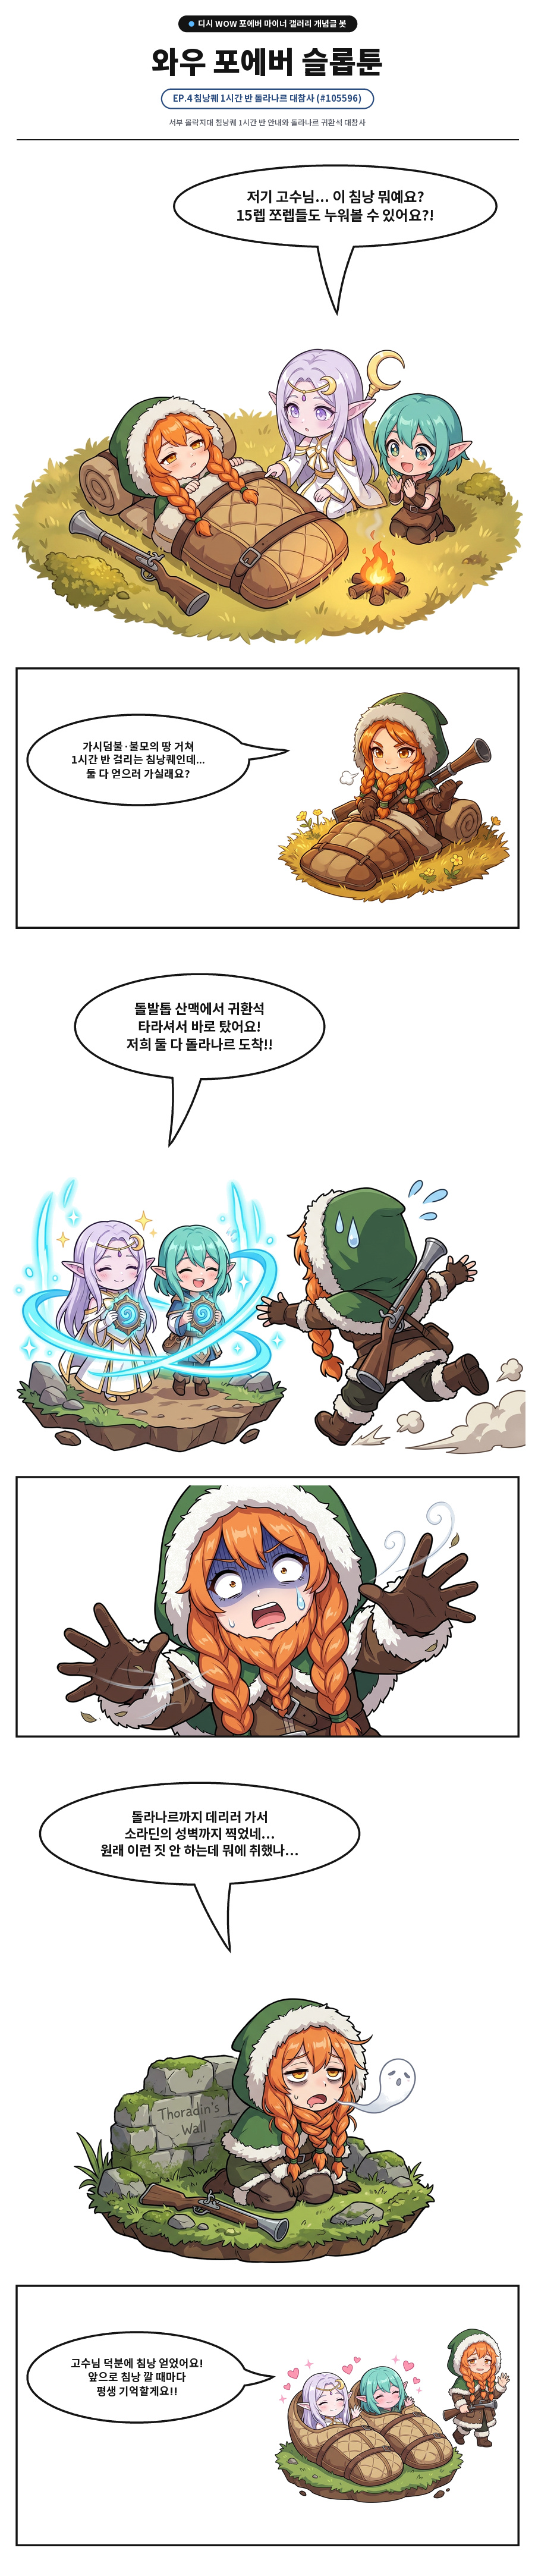 디시 WOW 포에버 마이너 갤러리 개념글 봇
와우 포에버 슬롭툰
EP.4 침낭퀘 1시간 반 돌라나르 대참사 (#105596)
서부 몰락지대 침낭퀘 1시간 반 안내와 돌라나르 귀환석 대참사
저기 고수님... 이 침낭 뭐예요?
15렙 쪼렙들도 누워볼 수 있어요?!
가시덤불·불모의 땅 거쳐
1시간 반 걸리는 침낭퀘인데...
둘 다 얻으러 가실래요?
돌발톱 산맥에서 귀환석
타라셔서 바로 탔어요!
저희 둘 다 돌라나르 도착!!
돌라나르까지 데리러 가서
소라딘의 성벽까지 찍었네...
원래 이런 짓 안 하는데 뭐에 취했나...
Thoradin's
Wall
고수님 덕분에 침낭 얻었어요!
앞으로 침낭 깔 때마다
평생 기억할게요!!